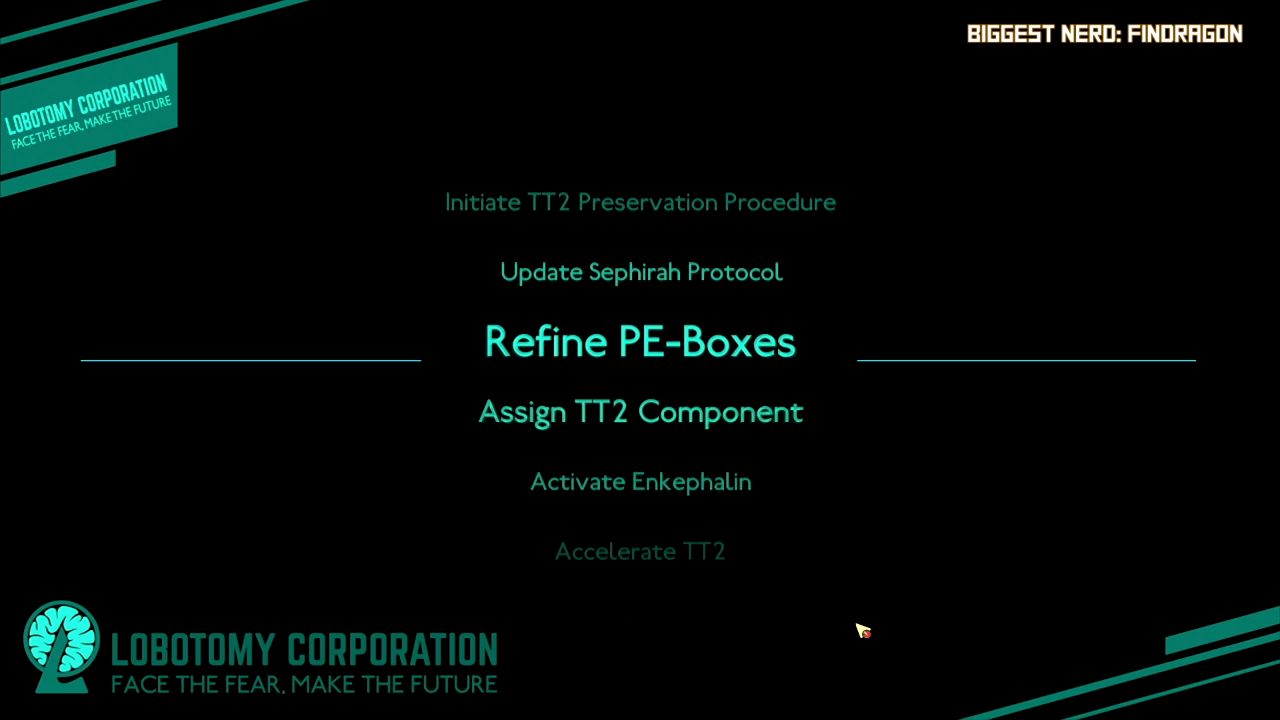 BIGGEST NERD: FINDRAGON
LOBOTOMY CORPORATION
FACE THE FEAR, MAKE THE FUTURE
Initiate TT2 Preservation Procedure
Update Sephirah Protocol
Refine PE-Boxes
Assign TT2 Component
Activate Enkephalin
Accelerate TT2
LOBOTOMY CORPORATION
FACE THE FEAR, MAKE THE FUTURE